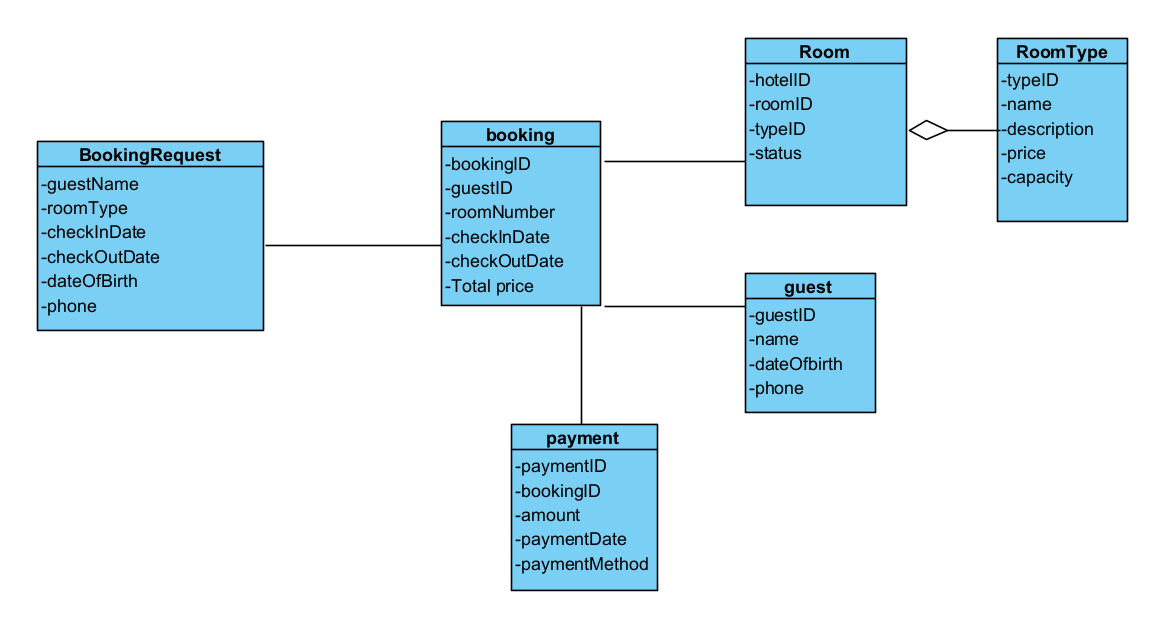 BookingRequest
-guestName
-roomType
-checkInDate
-checkOutDate
-dateOfBirth
-phone
booking
-bookingID
-guestID
-roomNumber
-checkInDate
-checkOutDate
-Total price
Room
-hotelID
-roomID
-typeID
-status
RoomType
-typeID
-name
-description
-price
-capacity
guest
-guestID
-name
-dateOfbirth
-phone
payment
-paymentID
-bookingID
-amount
-paymentDate
-paymentMethod